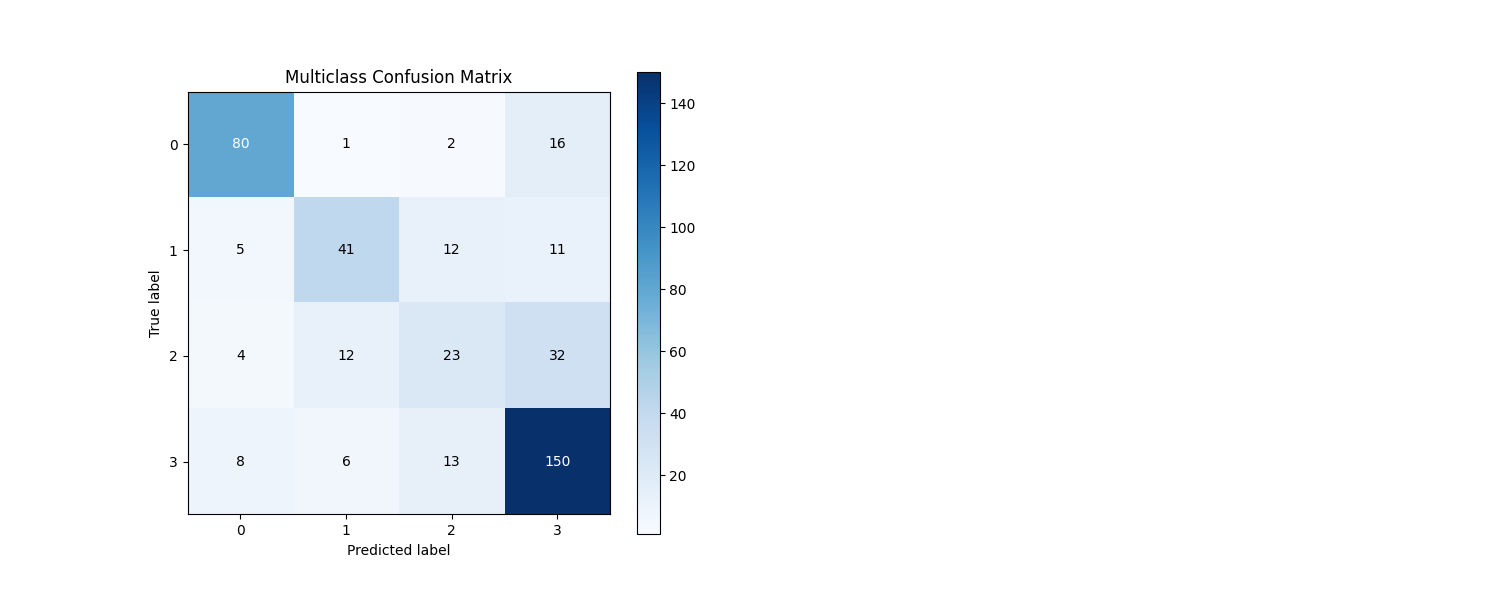 Multiclass Confusion Matrix
0 80 1 2 16
1 5 41 12 11
2 4 12 23 32
3 8 6 13 150
0 1 2 3
Predicted label
True label
140
120
100
80
60
40
20